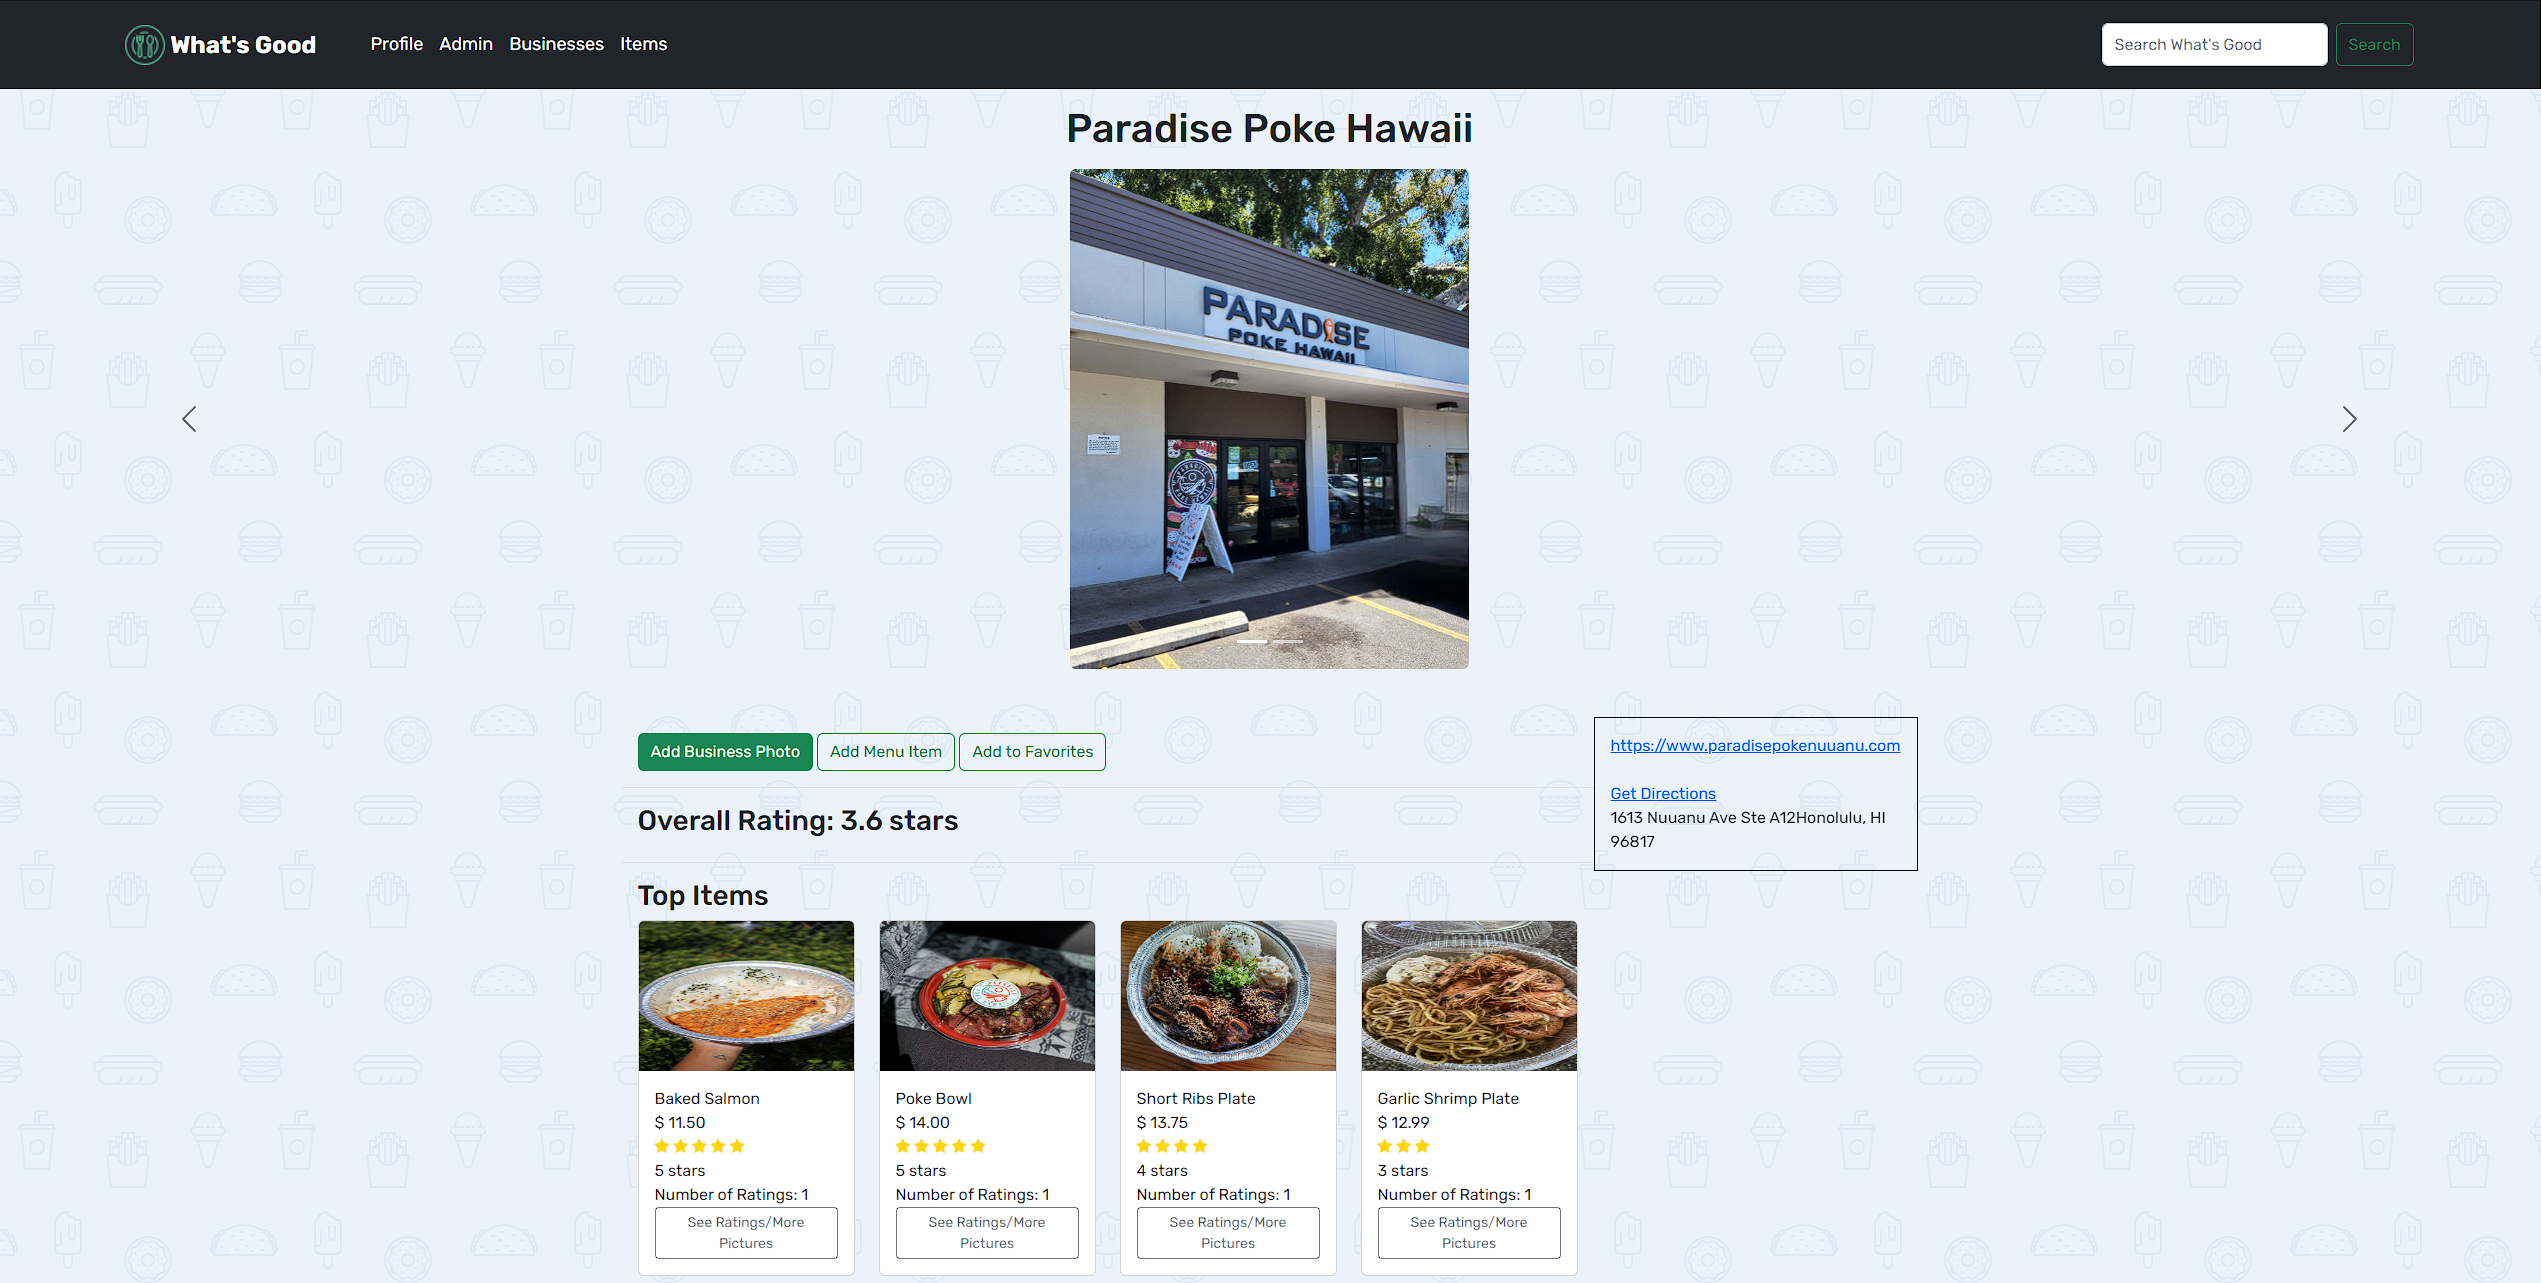 What's Good Profile Admin Businesses Items Search What's Good Search
Paradise Poke Hawaii
PARADISE
POKE HAWAII
Add Business Photo Add Menu Item Add to Favorites
https://www.paradisepokenuuanu.com
Get Directions
1613 Nuuanu Ave Ste A12Honolulu, HI
96817
Overall Rating: 3.6 stars
Top Items
Baked Salmon
$ 11.50
5 stars
Number of Ratings: 1
See Ratings/More
Pictures
Poke Bowl
$ 14.00
5 stars
Number of Ratings: 1
See Ratings/More
Pictures
Short Ribs Plate
$ 13.75
4 stars
Number of Ratings: 1
See Ratings/More
Pictures
Garlic Shrimp Plate
$ 12.99
3 stars
Number of Ratings: 1
See Ratings/More
Pictures